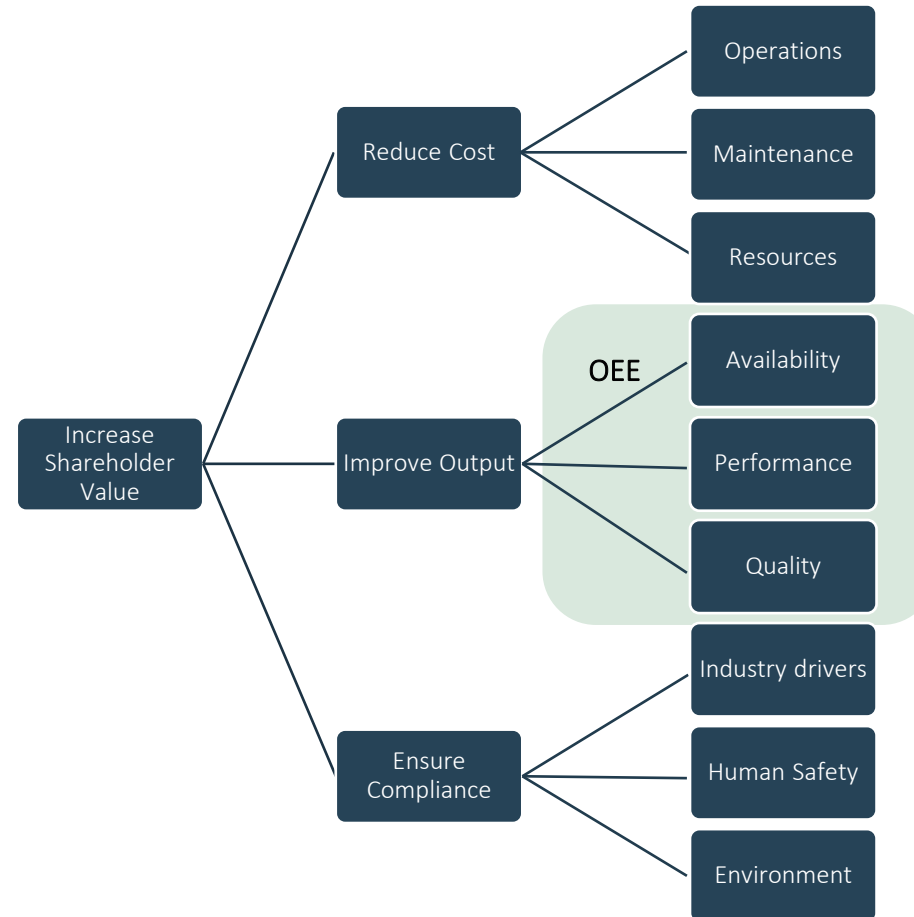 Increase
Shareholder
Value
Reduce Cost
Operations
Maintenance
Resources
Improve Output
OEE
Availability
Performance
Quality
Ensure
Compliance
Industry drivers
Human Safety
Environment